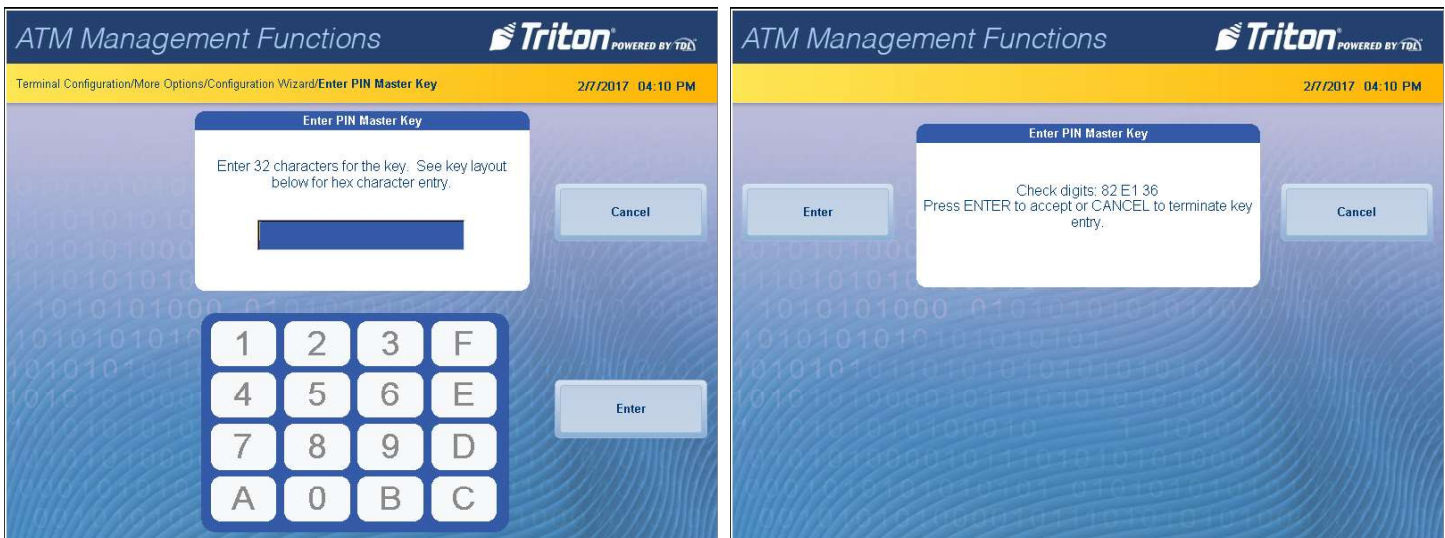 ATM Management Functions
Triton POWERED BY TDL
Terminal Configuration/More Options/Configuration Wizard/Enter PIN Master Key
2/7/2017 04:10 PM
Enter PIN Master Key
Enter 32 characters for the key. See key layout
below for hex character entry.
Cancel
1 2 3 F
4 5 6 E
Enter
7 8 9 D
A 0 B C
ATM Management Functions
Triton POWERED BY TDL
2/7/2017 04:10 PM
Enter PIN Master Key
Enter
Check digits: 82 E1 36
Press ENTER to accept or CANCEL to terminate key
entry.
Cancel